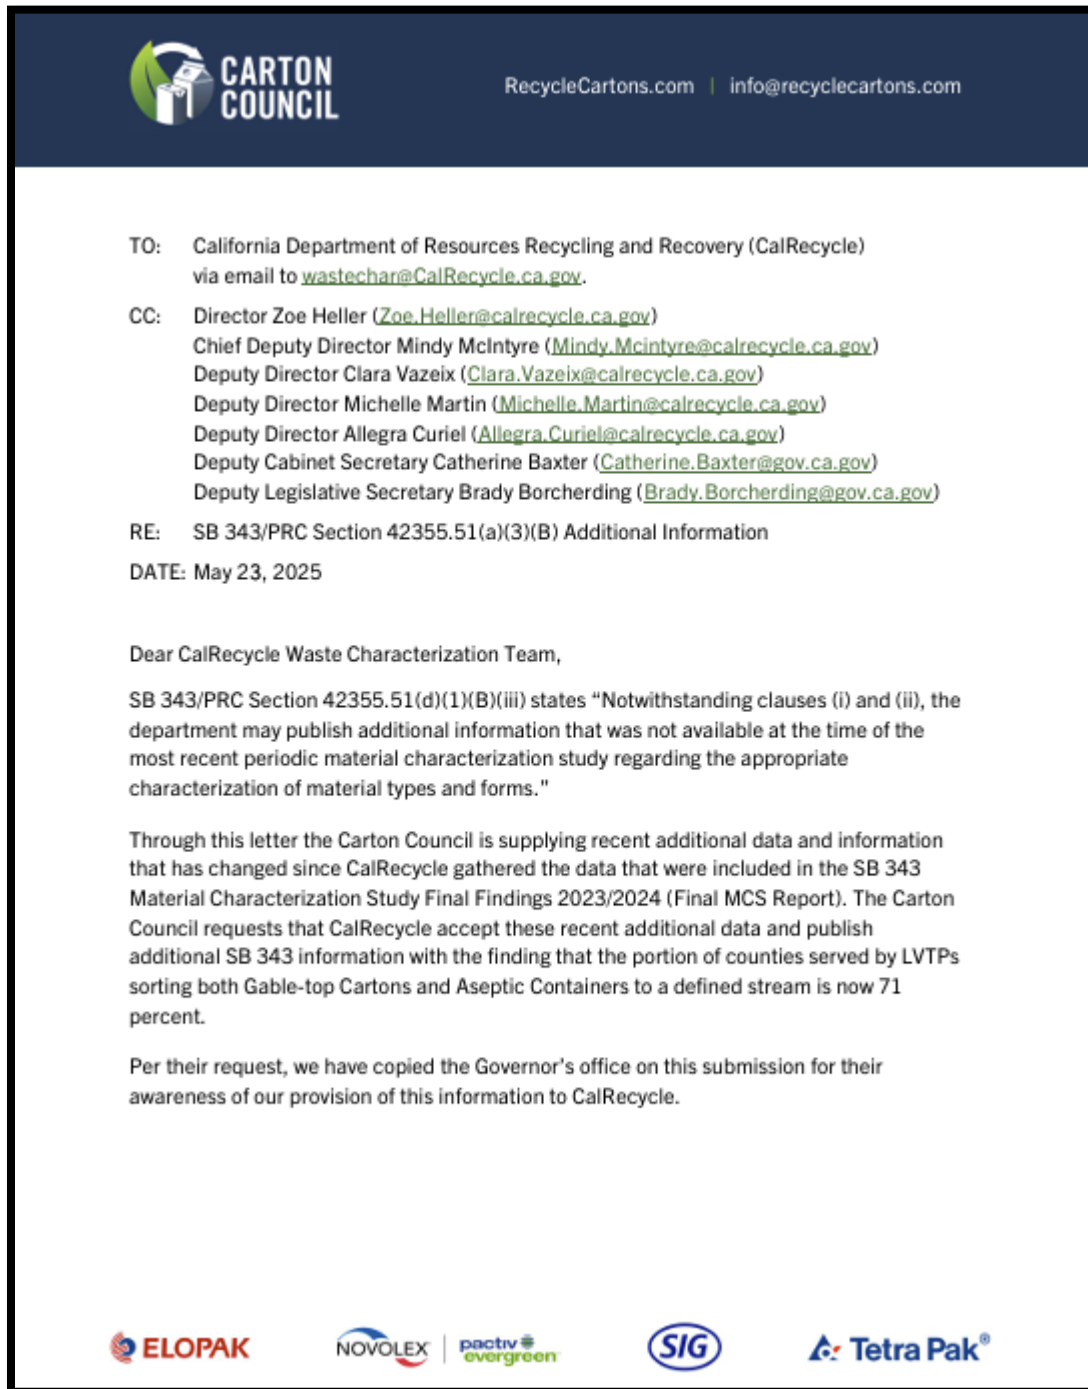 CARTON
COUNCIL
RecycleCartons.com | info@recyclecartons.com
TO: California Department of Resources Recycling and Recovery (CalRecycle)
via email to wastechar@CalRecycle.ca.gov.
CC: Director Zoe Heller (Zoe.Heller@calrecycle.ca.gov)
Chief Deputy Director Mindy McIntyre (Mindy.Mcintyre@calrecycle.ca.gov)
Deputy Director Clara Vazeix (Clara.Vazeix@calrecycle.ca.gov)
Deputy Director Michelle Martin (Michelle.Martin@calrecycle.ca.gov)
Deputy Director Allegra Curiel (Allegra.Curiel@calrecycle.ca.gov)
Deputy Cabinet Secretary Catherine Baxter (Catherine.Baxter@gov.ca.gov)
Deputy Legislative Secretary Brady Borcherding (Brady.Borcherding@gov.ca.gov)
RE: SB 343/PRC Section 42355.51(a)(3)(B) Additional Information
DATE: May 23, 2025
Dear CalRecycle Waste Characterization Team,
SB 343/PRC Section 42355.51(d)(1)(B)(iii) states “Notwithstanding clauses (i) and (ii), the
department may publish additional information that was not available at the time of the
most recent periodic material characterization study regarding the appropriate
characterization of material types and forms.”
Through this letter the Carton Council is supplying recent additional data and information
that has changed since CalRecycle gathered the data that were included in the SB 343
Material Characterization Study Final Findings 2023/2024 (Final MCS Report). The Carton
Council requests that CalRecycle accept these recent additional data and publish
additional SB 343 information with the finding that the portion of counties served by LVTPs
sorting both Gable-top Cartons and Aseptic Containers to a defined stream is now 71
percent.
Per their request, we have copied the Governor’s office on this submission for their
awareness of our provision of this information to CalRecycle.
ELOPAK
NOVOLEX | pactiv evergreen
SIG
Tetra Pak®